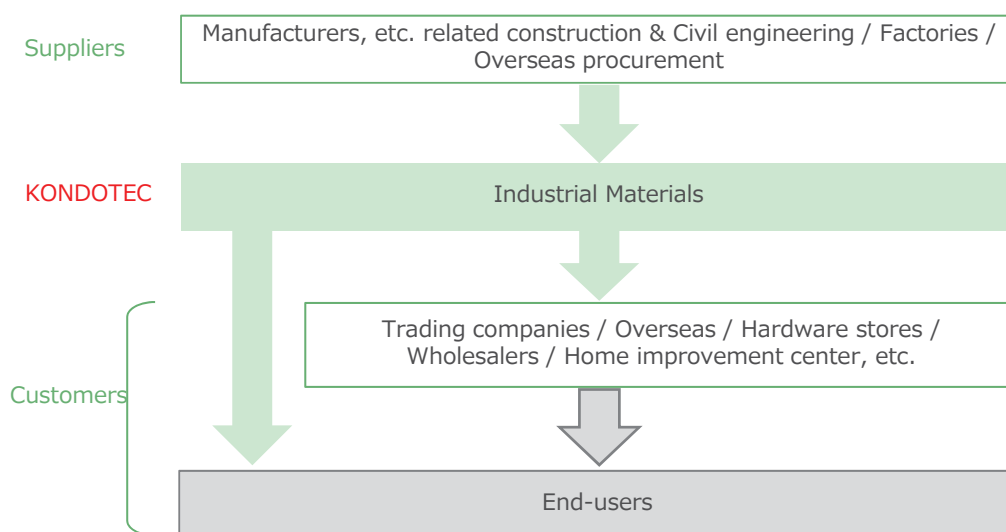 Suppliers
Manufacturers, etc. related construction & Civil engineering / Factories /
Overseas procurement
KONDOTEC
Industrial Materials
Trading companies / Overseas / Hardware stores /
Wholesalers / Home improvement center, etc.
Customers
End-users